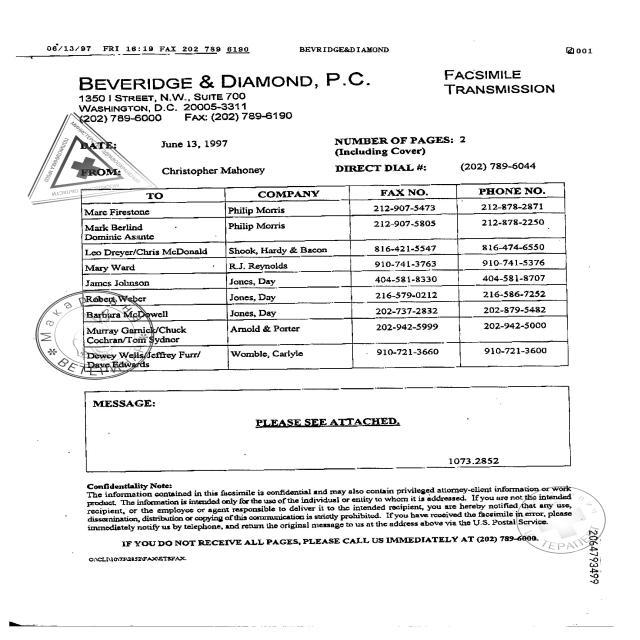 06/13/97 FRI 16:19 FAX 202 789 6190 BEVRIDGE&DIAMOND 001
BEVERIDGE & DIAMOND, P.C.
FACSIMILE
TRANSMISSION
1350 I STREET, N.W., SUITE 700
WASHINGTON, D.C. 20005-3311
(202) 789-6000 FAX: (202) 789-6190
DATE: June 13, 1997
NUMBER OF PAGES: 2
(Including Cover)
FROM: Christopher Mahoney
DIRECT DIAL #: (202) 789-6044
TO COMPANY FAX NO. PHONE NO.
Marc Firestone Philip Morris 212-907-5473 212-878-2871
Mark Berlind Philip Morris 212-907-5805 212-878-2250
Dominic Asante
Leo Dreyer/Chris McDonald Shook, Hardy & Bacon 816-421-5547 816-474-6550
Mary Ward R.J. Reynolds 910-741-3763 910-741-5376
James Johnson Jones, Day 404-581-8330 404-581-8707
Robert Weber Jones, Day 216-579-0212 216-586-7252
Barbara McDowell Jones, Day 202-737-2832 202-879-5482
Murray Garnick/Chuck Arnold & Porter 202-942-5999 202-942-5000
Cochran/Tom Sydnor
Dewey Wells/Jeffrey Furr/ Womble, Carlyle 910-721-3660 910-721-3600
Dave Edwards
MESSAGE:
PLEASE SEE ATTACHED.
1073.2852
Confidentiality Note:
The information contained in this facsimile is confidential and may also contain privileged attorney-client information or work
product. The information is intended only for the use of the individual or entity to whom it is addressed. If you are not the intended
recipient, or the employee or agent responsible to deliver it to the intended recipient, you are hereby notified that any use,
dissemination, distribution or copying of this communication is strictly prohibited. If you have received the facsimile in error, please
immediately notify us by telephone, and return the original message to us at the address above via the U.S. Postal Service.
IF YOU DO NOT RECEIVE ALL PAGES, PLEASE CALL US IMMEDIATELY AT (202) 789-6000.
2064793499